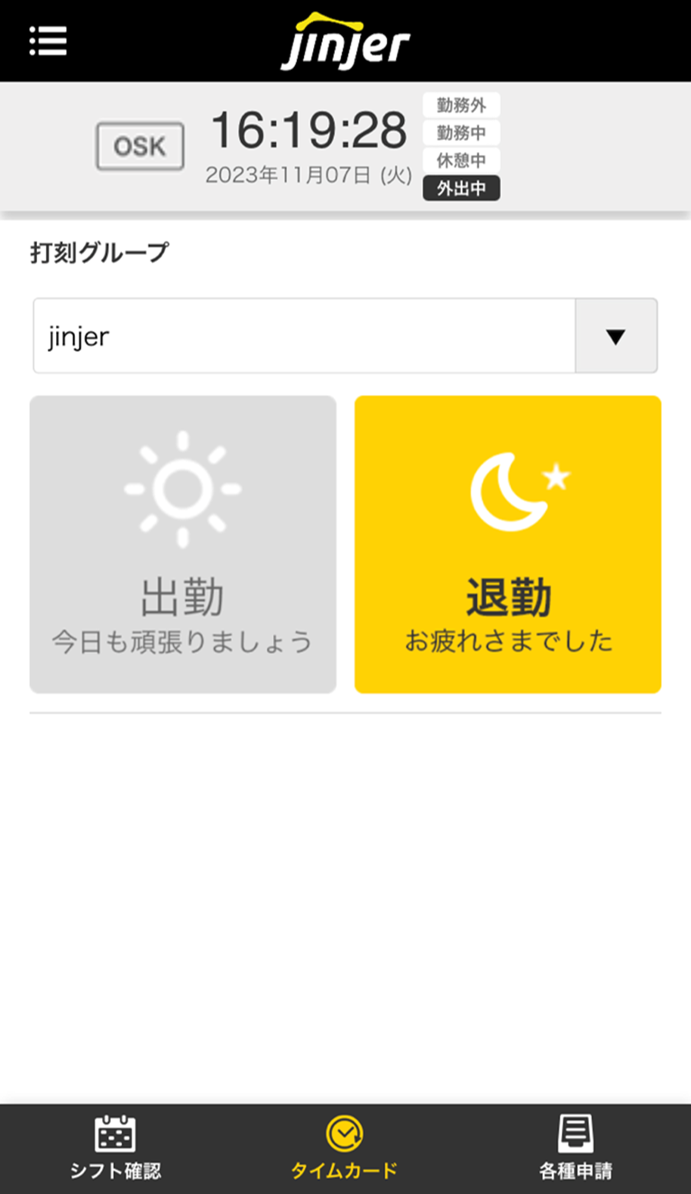 jinjer
OSK
16:19:28
2023年11月07日 (火)
勤務外
勤務中
休憩中
外出中
打刻グループ
jinjer
▼
出勤
今日も頑張りましょう
退勤
お疲れさまでした
シフト確認
タイムカード
各種申請